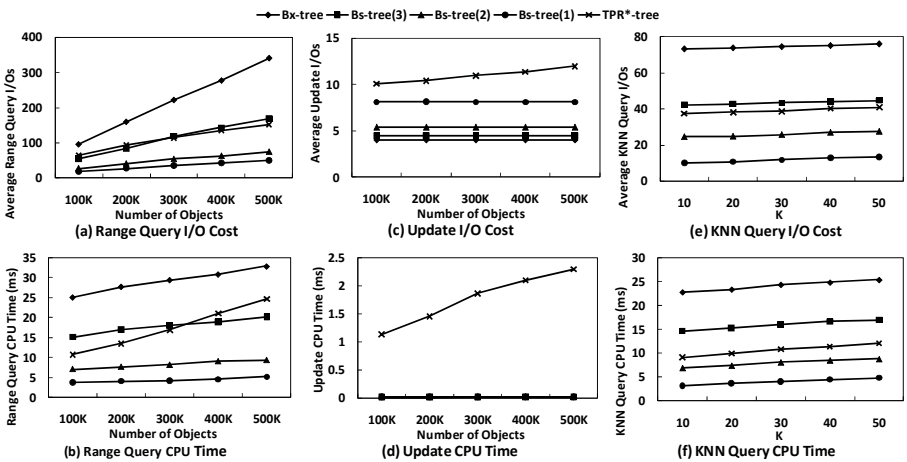 Bx-tree Bs-tree(3) Bs-tree(2) Bs-tree(1) TPR*-tree
Average Range Query I/Os
400
300
200
100
0
100K 200K 300K 400K 500K
Number of Objects
(a) Range Query I/O Cost
Average Update I/Os
15
10
5
0
100K 200K 300K 400K 500K
Number of Objects
(c) Update I/O Cost
Average KNN Query I/Os
80
60
40
20
0
10 20 30 40 50
K
(e) KNN Query I/O Cost
Range Query CPU Time (ms)
35
30
25
20
15
10
5
0
100K 200K 300K 400K 500K
Number of Objects
(b) Range Query CPU Time
Update CPU Time (ms)
2.5
2
1.5
1
0.5
0
100K 200K 300K 400K 500K
Number of Objects
(d) Update CPU Time
KNN Query CPU Time (ms)
30
25
20
15
10
5
0
10 20 30 40 50
K
(f) KNN Query CPU Time